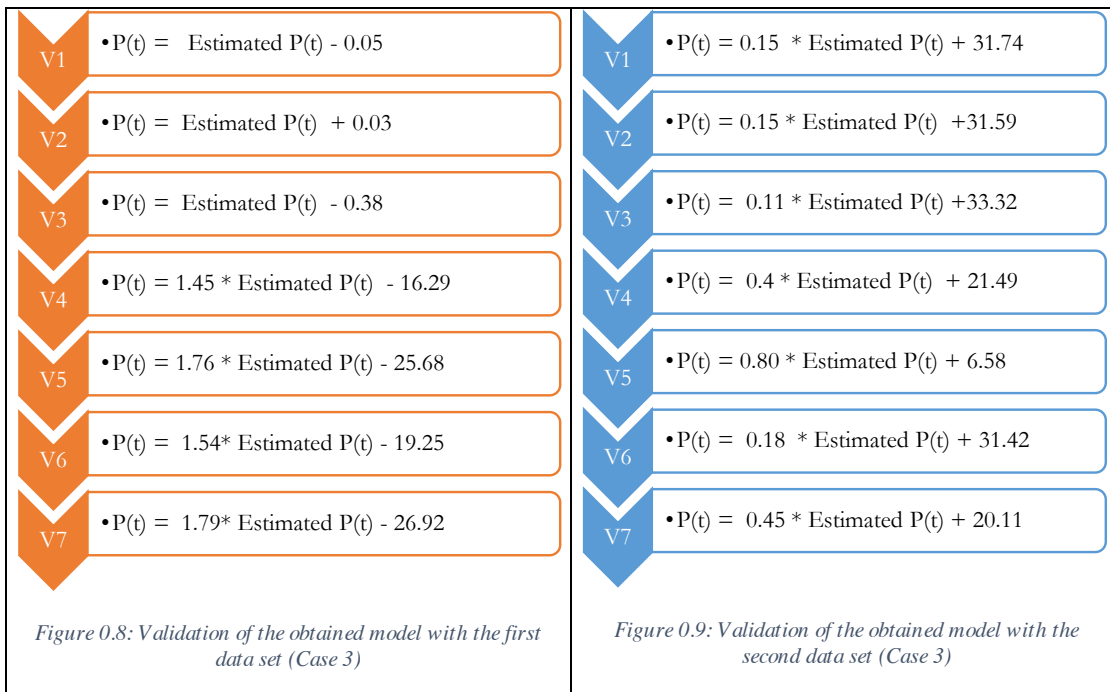 V1
•P(t) = Estimated P(t) - 0.05
V2
•P(t) = Estimated P(t) + 0.03
V3
•P(t) = Estimated P(t) - 0.38
V4
•P(t) = 1.45 * Estimated P(t) - 16.29
V5
•P(t) = 1.76 * Estimated P(t) - 25.68
V6
•P(t) = 1.54* Estimated P(t) - 19.25
V7
•P(t) = 1.79* Estimated P(t) - 26.92
Figure 0.8: Validation of the obtained model with the first
data set (Case 3)
V1
•P(t) = 0.15 * Estimated P(t) + 31.74
V2
•P(t) = 0.15 * Estimated P(t) +31.59
V3
•P(t) = 0.11 * Estimated P(t) +33.32
V4
•P(t) = 0.4 * Estimated P(t) + 21.49
V5
•P(t) = 0.80 * Estimated P(t) + 6.58
V6
•P(t) = 0.18 * Estimated P(t) + 31.42
V7
•P(t) = 0.45 * Estimated P(t) + 20.11
Figure 0.9: Validation of the obtained model with the
second data set (Case 3)